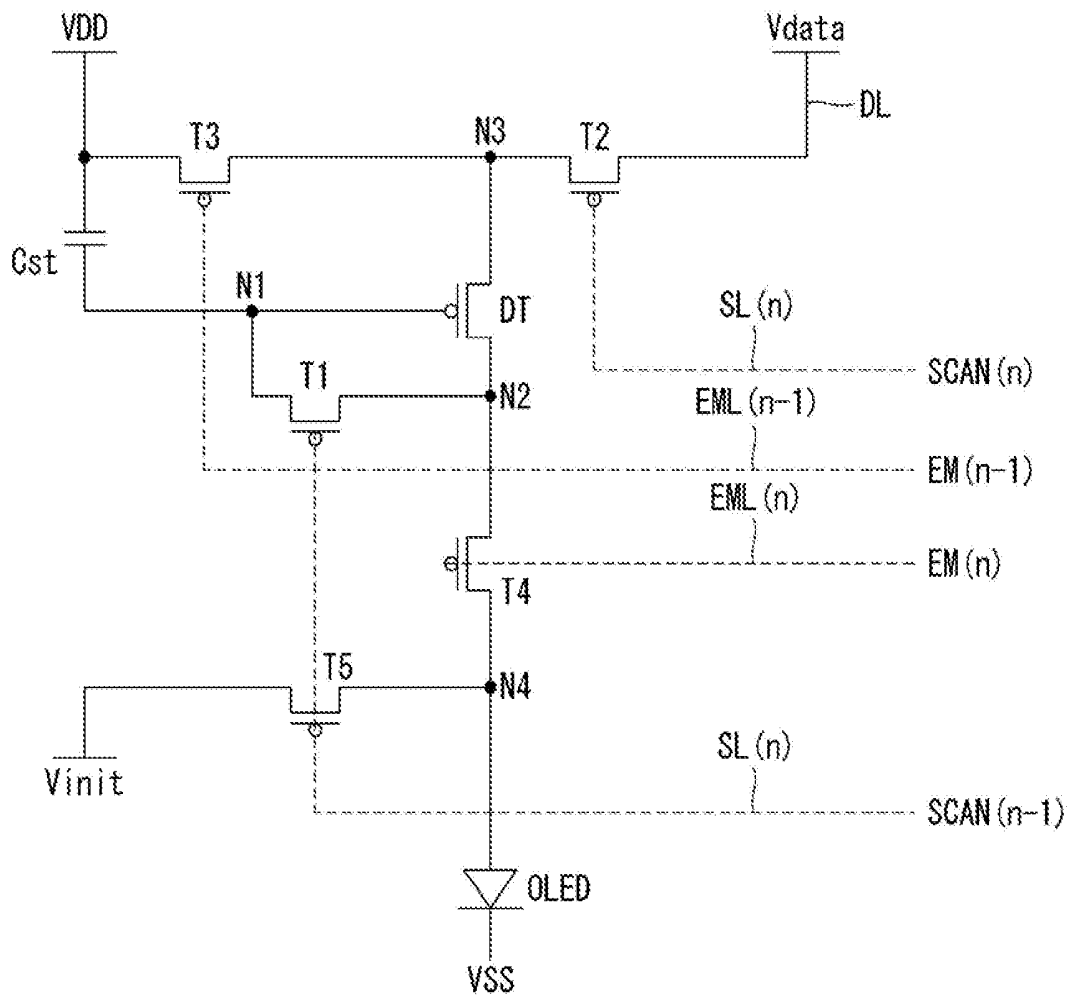 VDD
Vdata
DL
T3
N3
T2
Cst
N1
DT
SL(n)
T1
N2
SCAN(n)
EML(n-1)
EM(n-1)
EML(n)
EM(n)
T4
T5
N4
Vinit
SL(n)
SCAN(n-1)
OLED
VSS